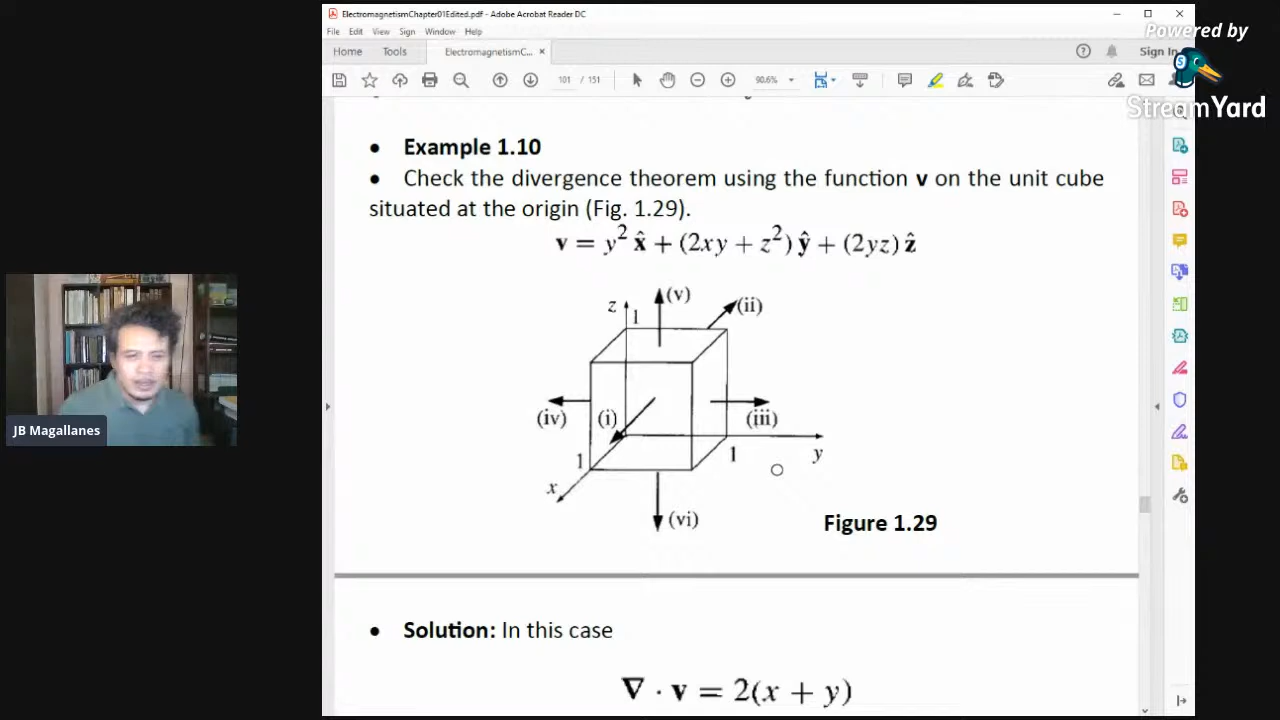 ElectromagnetismChapter01Edited.pdf - Adobe Acrobat Reader DC
File Edit View Sign Window Help
Powered by
StreamYard
Home Tools ElectromagnetismC... × Sign In
101 / 151 90.6%
• Example 1.10
• Check the divergence theorem using the function v on the unit cube
situated at the origin (Fig. 1.29).
v = y² x̂ + (2xy + z²) ŷ + (2yz) ẑ
z 1 (v) (ii)
(iv) (i) (iii)
1 1 y
x
(vi)
Figure 1.29
JB Magallanes
• Solution: In this case
∇ · v = 2(x + y)